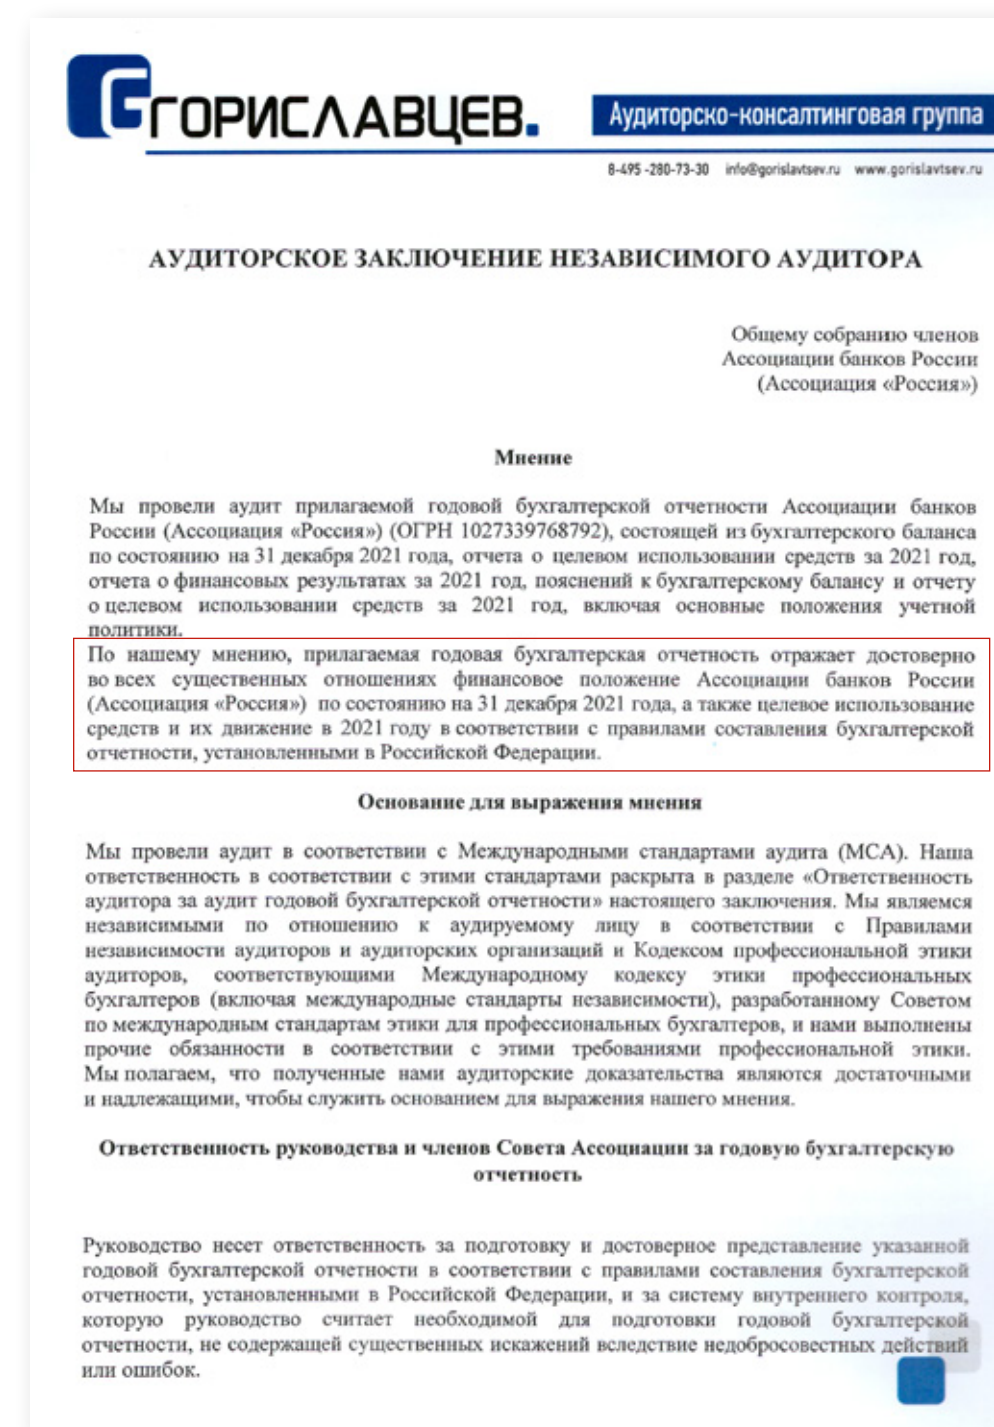 ГОРИСЛАВЦЕВ.
Аудиторско-консалтинговая группа
8-495-280-73-30 info@gorislavtsev.ru www.gorislavtsev.ru
АУДИТОРСКОЕ ЗАКЛЮЧЕНИЕ НЕЗАВИСИМОГО АУДИТОРА
Общему собранию членов
Ассоциации банков России
(Ассоциация «Россия»)
Мнение
Мы провели аудит прилагаемой годовой бухгалтерской отчетности Ассоциации банков
России (Ассоциация «Россия») (ОГРН 1027339768792), состоящей из бухгалтерского баланса
по состоянию на 31 декабря 2021 года, отчета о целевом использовании средств за 2021 год,
отчета о финансовых результатах за 2021 год, пояснений к бухгалтерскому балансу и отчету
о целевом использовании средств за 2021 год, включая основные положения учетной
политики.
По нашему мнению, прилагаемая годовая бухгалтерская отчетность отражает достоверно
во всех существенных отношениях финансовое положение Ассоциации банков России
(Ассоциация «Россия») по состоянию на 31 декабря 2021 года, а также целевое использование
средств и их движение в 2021 году в соответствии с правилами составления бухгалтерской
отчетности, установленными в Российской Федерации.
Основание для выражения мнения
Мы провели аудит в соответствии с Международными стандартами аудита (МСА). Наша
ответственность в соответствии с этими стандартами раскрыта в разделе «Ответственность
аудитора за аудит годовой бухгалтерской отчетности» настоящего заключения. Мы являемся
независимыми по отношению к аудируемому лицу в соответствии с Правилами
независимости аудиторов и аудиторских организаций и Кодексом профессиональной этики
аудиторов, соответствующими Международному кодексу этики профессиональных
бухгалтеров (включая международные стандарты независимости), разработанному Советом
по международным стандартам этики для профессиональных бухгалтеров, и нами выполнены
прочие обязанности в соответствии с этими требованиями профессиональной этики.
Мы полагаем, что полученные нами аудиторские доказательства являются достаточными
и надлежащими, чтобы служить основанием для выражения нашего мнения.
Ответственность руководства и членов Совета Ассоциации за годовую бухгалтерскую
отчетность
Руководство несет ответственность за подготовку и достоверное представление указанной
годовой бухгалтерской отчетности в соответствии с правилами составления бухгалтерской
отчетности, установленными в Российской Федерации, и за систему внутреннего контроля,
которую руководство считает необходимой для подготовки годовой бухгалтерской
отчетности, не содержащей существенных искажений вследствие недобросовестных действий
или ошибок.